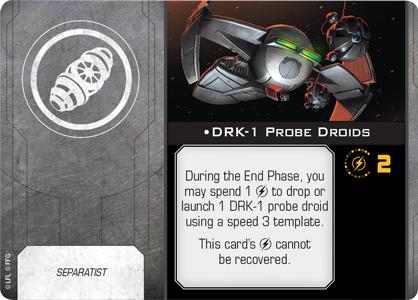 •DRK-1 PROBE DROIDS
2
During the End Phase, you
may spend 1 to drop or
launch 1 DRK-1 probe droid
using a speed 3 template.
This card's cannot
be recovered.
SEPARATIST
©LFL ©FFG